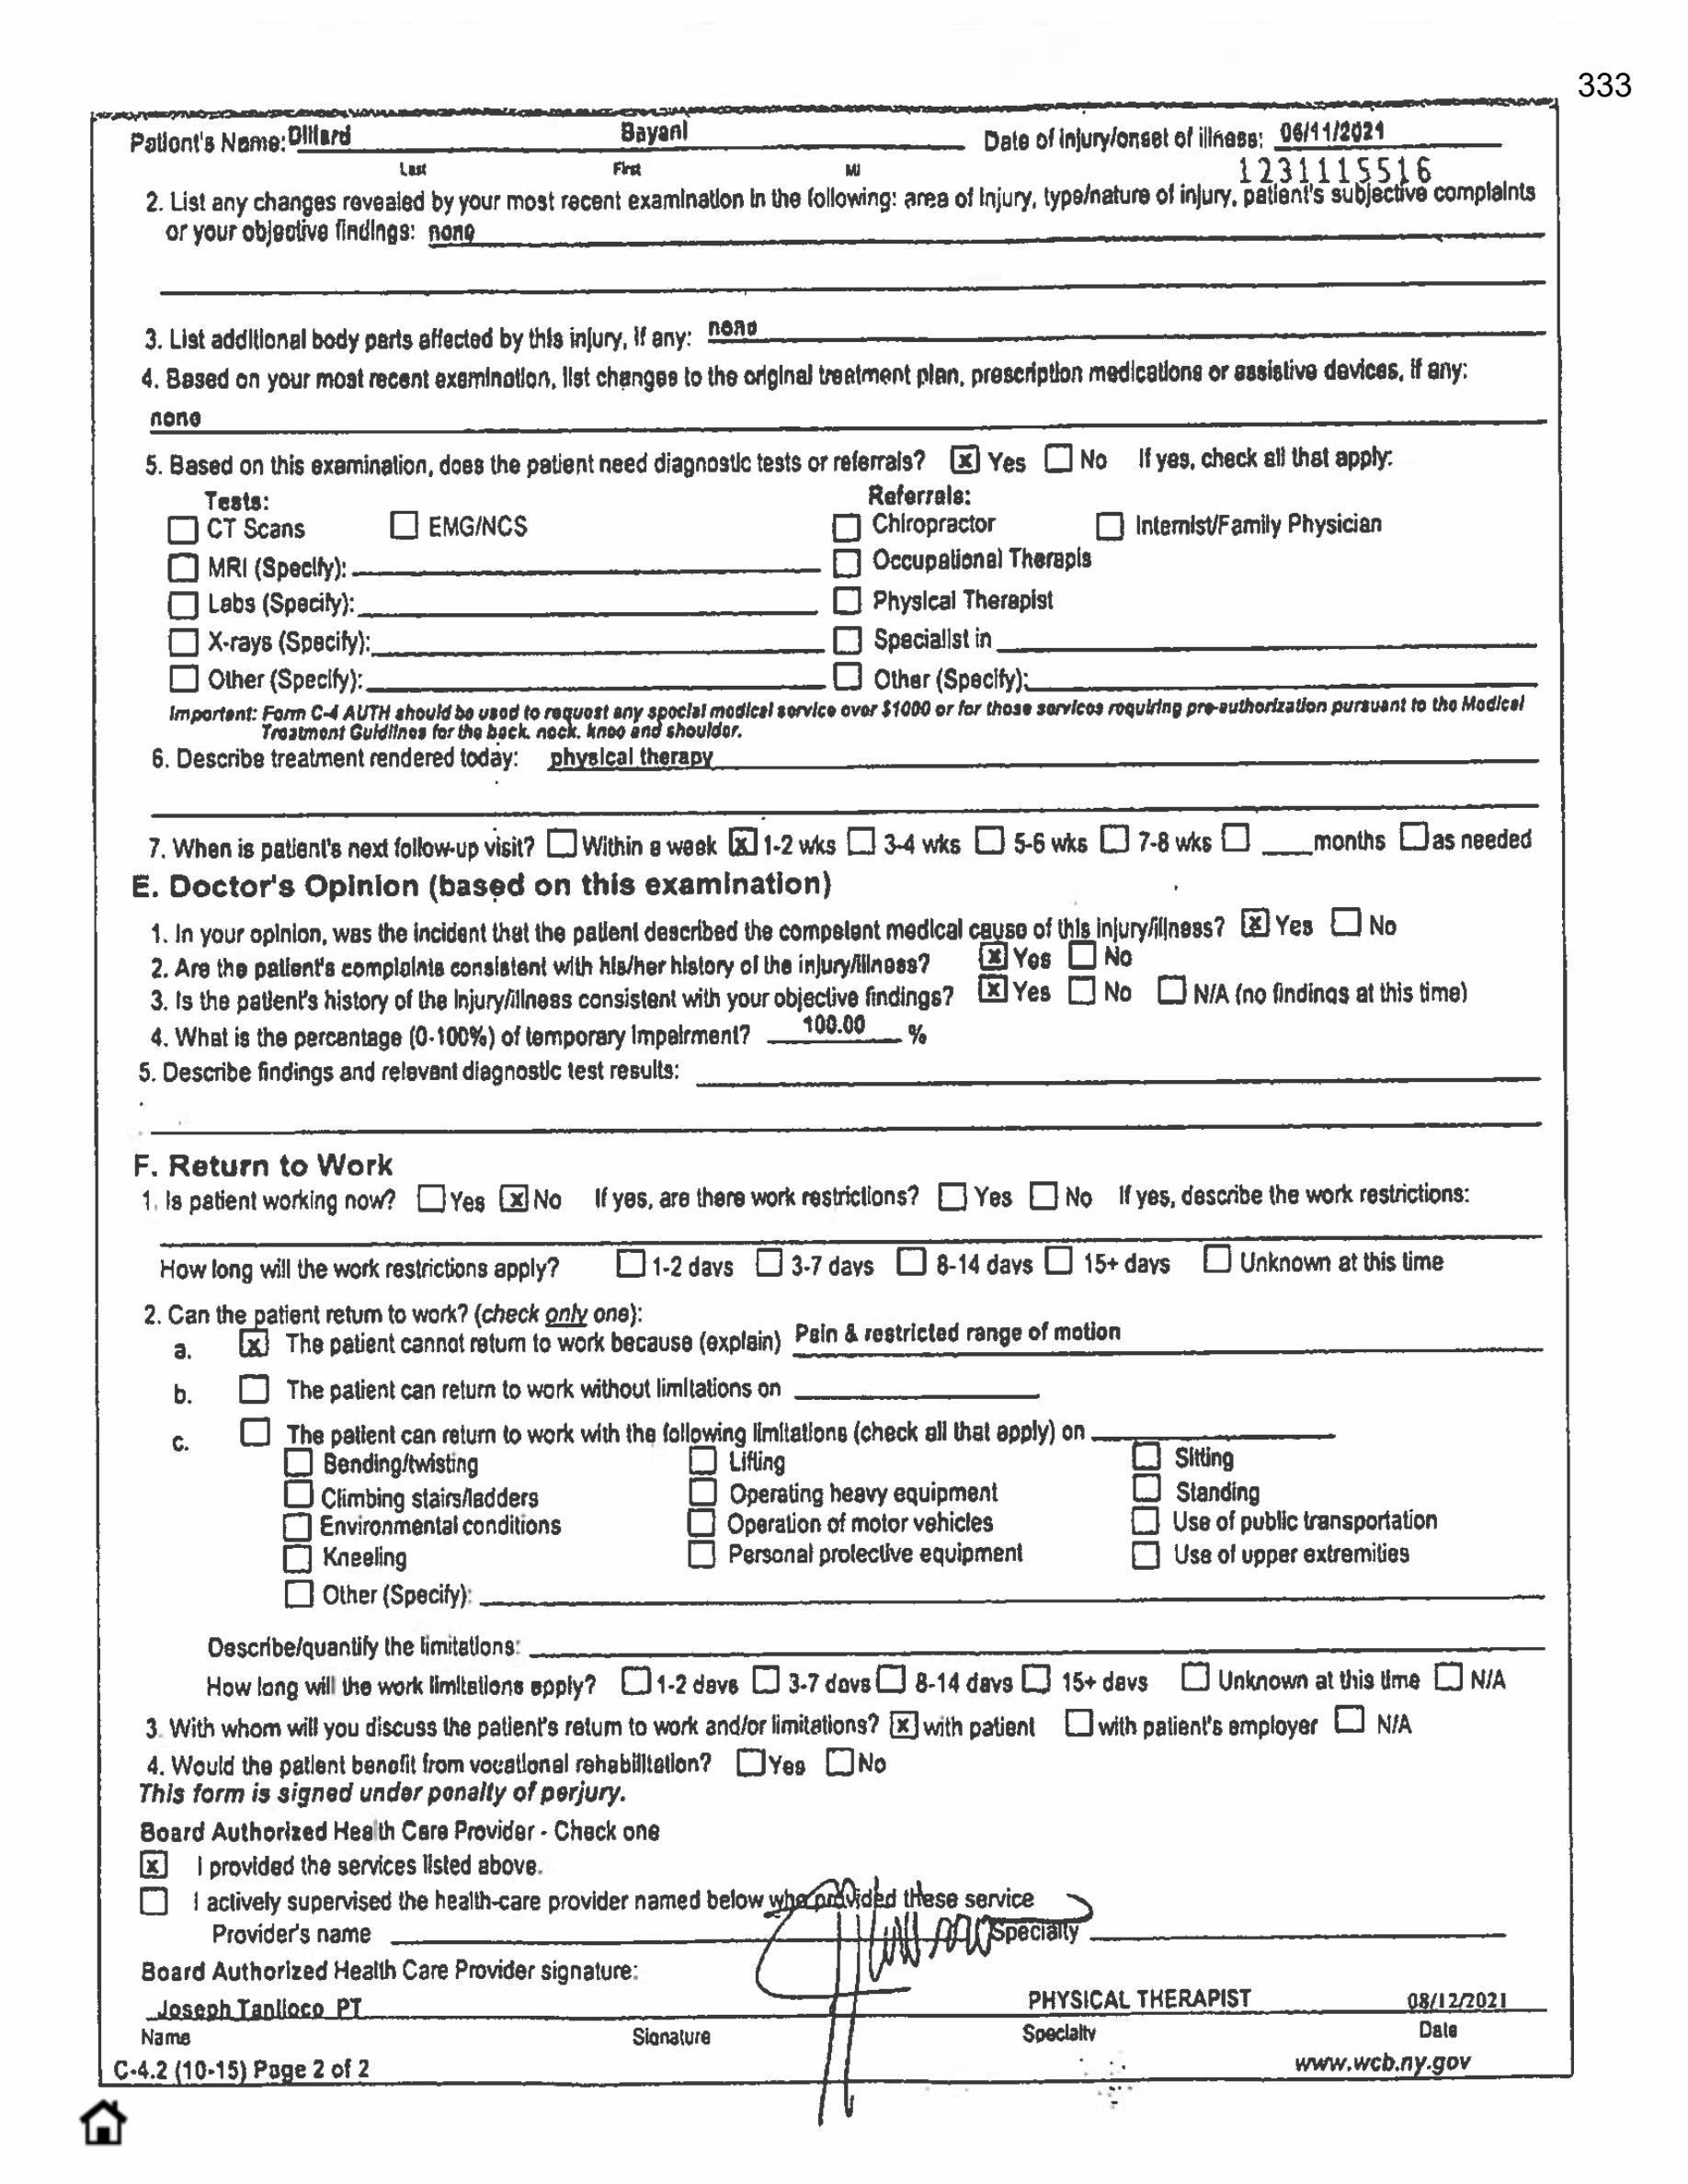 333
Patient's Name: Dillard Bayani Date of injury/onset of illness: 06/11/2021
Last First MI 1231115516
2. List any changes revealed by your most recent examination in the following: area of injury, type/nature of injury, patient's subjective complaints
or your objective findings: none
3. List additional body parts affected by this injury, if any: none
4. Based on your most recent examination, list changes to the original treatment plan, prescription medications or assistive devices, if any:
none
5. Based on this examination, does the patient need diagnostic tests or referrals? [x] Yes [ ] No If yes, check all that apply:
Tests: Referrals:
[ ] CT Scans [ ] EMG/NCS [ ] Chiropractor [ ] Internist/Family Physician
[ ] MRI (Specify): [ ] Occupational Therapis
[ ] Labs (Specify): [ ] Physical Therapist
[ ] X-rays (Specify): [ ] Specialist in
[ ] Other (Specify): [ ] Other (Specify):
Important: Form C-4 AUTH should be used to request any special medical service over $1000 or for those services requiring pre-authorization pursuant to the Medical
Treatment Guidlines for the back, neck, knee and shoulder.
6. Describe treatment rendered today: physical therapy
7. When is patient's next follow-up visit? [ ] Within a week [x] 1-2 wks [ ] 3-4 wks [ ] 5-6 wks [ ] 7-8 wks [ ] ___months [ ] as needed
E. Doctor's Opinion (based on this examination)
1. In your opinion, was the incident that the patient described the competent medical cause of this injury/illness? [x] Yes [ ] No
2. Are the patient's complaints consistent with his/her history of the injury/illness? [x] Yes [ ] No
3. Is the patient's history of the injury/illness consistent with your objective findings? [x] Yes [ ] No [ ] N/A (no findings at this time)
4. What is the percentage (0-100%) of temporary impairment? 100.00 %
5. Describe findings and relevant diagnostic test results:
F. Return to Work
1. Is patient working now? [ ] Yes [x] No If yes, are there work restrictions? [ ] Yes [ ] No If yes, describe the work restrictions:
How long will the work restrictions apply? [ ] 1-2 days [ ] 3-7 days [ ] 8-14 days [ ] 15+ days [ ] Unknown at this time
2. Can the patient return to work? (check only one):
a. [x] The patient cannot return to work because (explain) Pain & restricted range of motion
b. [ ] The patient can return to work without limitations on
c. [ ] The patient can return to work with the following limitations (check all that apply) on
[ ] Bending/twisting [ ] Lifting [ ] Sitting
[ ] Climbing stairs/ladders [ ] Operating heavy equipment [ ] Standing
[ ] Environmental conditions [ ] Operation of motor vehicles [ ] Use of public transportation
[ ] Kneeling [ ] Personal protective equipment [ ] Use of upper extremities
[ ] Other (Specify):
Describe/quantify the limitations:
How long will the work limitations apply? [ ] 1-2 days [ ] 3-7 days [ ] 8-14 days [ ] 15+ days [ ] Unknown at this time [ ] N/A
3. With whom will you discuss the patient's return to work and/or limitations? [x] with patient [ ] with patient's employer [ ] N/A
4. Would the patient benefit from vocational rehabilitation? [ ] Yes [ ] No
This form is signed under penalty of perjury.
Board Authorized Health Care Provider - Check one
[x] I provided the services listed above.
[ ] I actively supervised the health-care provider named below who provided these service
Provider's name Specialty
Board Authorized Health Care Provider signature:
Joseph Tanlioco PT PHYSICAL THERAPIST 08/12/2021
Name Signature Specialty Date
C-4.2 (10-15) Page 2 of 2 www.wcb.ny.gov